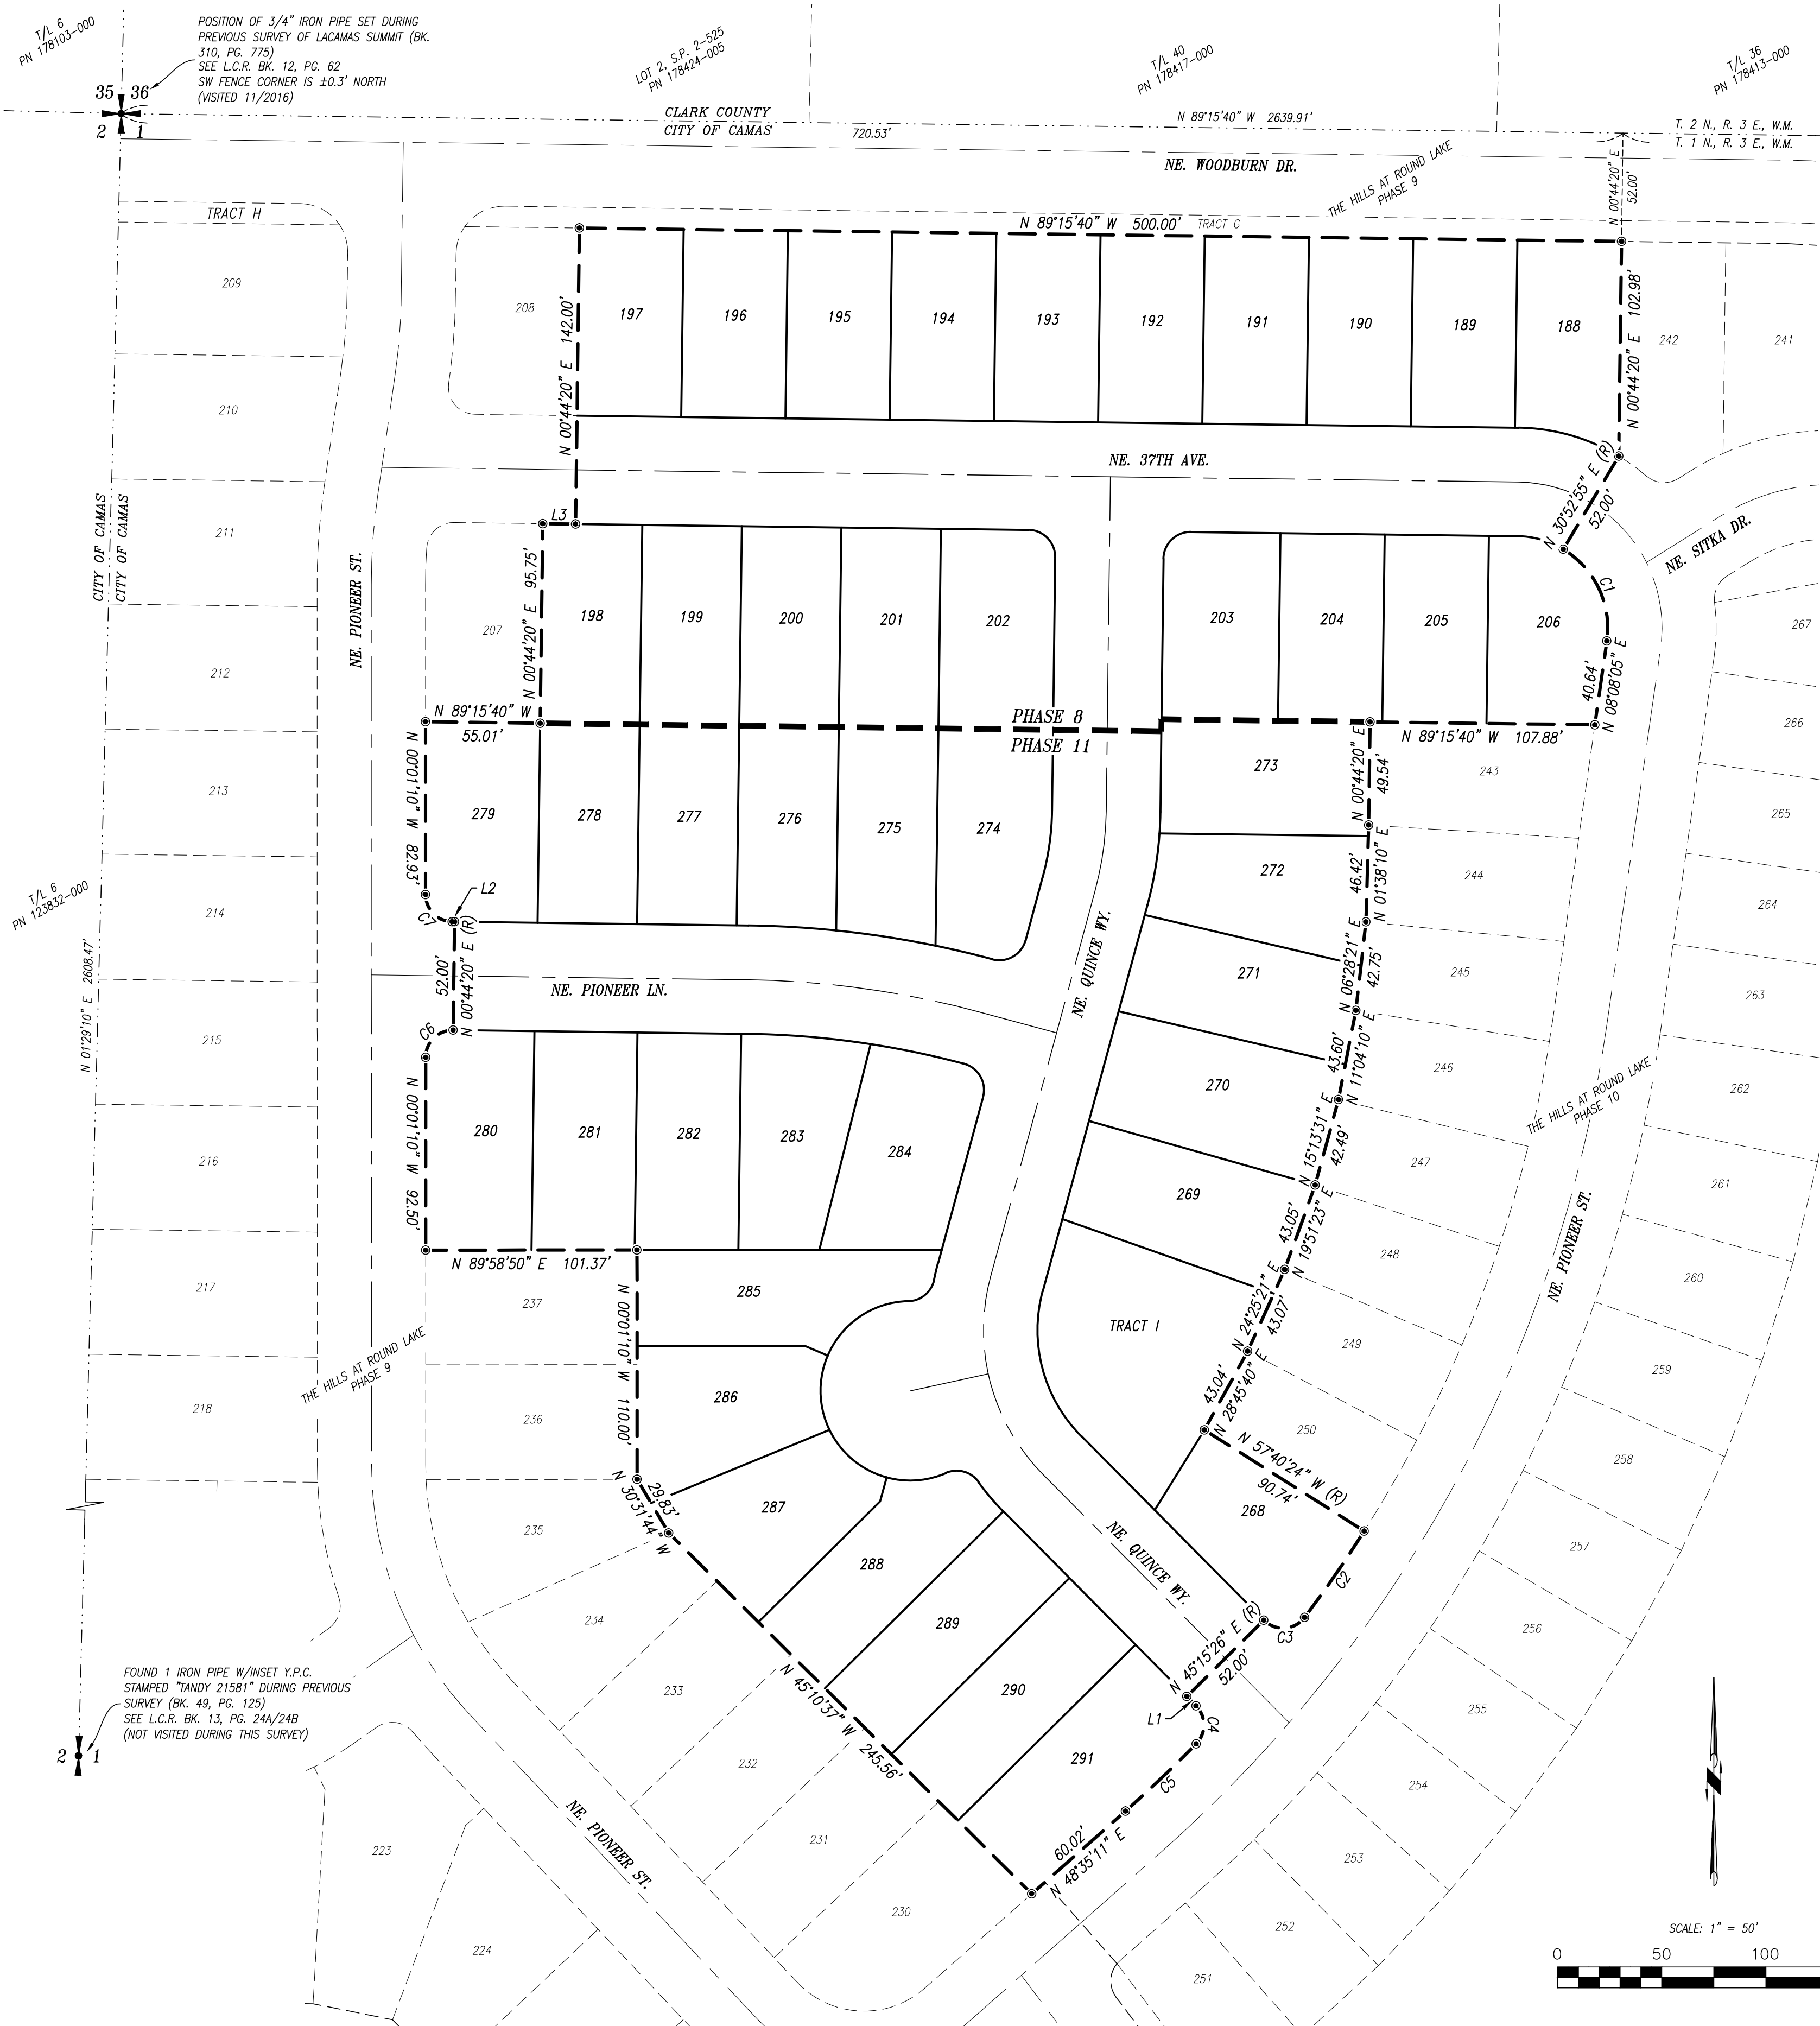 T/L 6
PN 178103-000
POSITION OF 3/4" IRON PIPE SET DURING
PREVIOUS SURVEY OF LACAMAS SUMMIT (BK.
310, PG. 775)
SEE L.C.R. BK. 12, PG. 62
SW FENCE CORNER IS ±0.3' NORTH
(VISITED 11/2016)
LOT 2, S.P. 2-525
PN 178424-005
T/L 40
PN 178417-000
T/L 36
PN 178413-000
35 36
2 1
CLARK COUNTY
CITY OF CAMAS
720.53'
N 89°15'40" W 2639.91'
T. 2 N., R. 3 E., W.M.
T. 1 N., R. 3 E., W.M.
NE. WOODBURN DR.
THE HILLS AT ROUND LAKE
PHASE 9
N 00°44'20" E
52.00'
TRACT H
N 89°15'40" W 500.00'
TRACT G
209
208
197
196
195
194
193
192
191
190
189
188
242
241
N 00°44'20" E 142.00'
N 00°44'20" E 102.98'
210
NE. 37TH AVE.
N 30°52'55" E (R)
52.00'
L3
C1
NE. SITKA DR.
211
CITY OF CAMAS
CITY OF CAMAS
NE. PIONEER ST.
N 00°44'20" E 95.75'
207
198
199
200
201
202
203
204
205
206
267
212
40.64'
N 08°08'05" E
N 89°15'40" W
55.01'
PHASE 8
PHASE 11
N 89°15'40" W 107.88'
266
N 00°01'10" W 82.93'
213
279
278
277
276
275
274
273
N 00°44'20" E
49.54'
243
265
272
46.42'
N 01°38'10" E
244
264
T/L 6
PN 123832-000
214
L2
C7
N 01°29'10" E 2608.47'
52.00'
N 00°44'20" E (R)
NE. PIONEER LN.
NE. QUINCE WY.
271
N 06°28'21" E
42.75'
245
263
215
C6
270
43.60'
N 11°04'10" E
246
262
THE HILLS AT ROUND LAKE
PHASE 10
N 00°01'10" W 92.50'
216
280
281
282
283
284
269
N 15°13'31" E
42.49'
247
261
N 89°58'50" E 101.37'
43.05'
N 19°51'23" E
248
NE. PIONEER ST.
260
217
237
285
N 00°01'10" W 110.00'
TRACT I
N 24°25'21" E
43.07'
249
259
THE HILLS AT ROUND LAKE
PHASE 9
218
236
286
43.04'
N 28°45'40" E
250
N 57°40'24" W (R)
90.74'
258
235
29.83'
N 30°31'44" W
287
268
257
288
NE. QUINCE WY.
C2
234
289
C3
N 45°15'26" E (R)
52.00'
256
FOUND 1 IRON PIPE W/INSET Y.P.C.
STAMPED "TANDY 21581" DURING PREVIOUS
SURVEY (BK. 49, PG. 125)
SEE L.C.R. BK. 13, PG. 24A/24B
(NOT VISITED DURING THIS SURVEY)
2 1
233
N 45°10'37" W 245.56'
290
L1
C4
255
232
291
C5
254
NE. PIONEER ST.
223
231
60.02'
N 48°35'11" E
253
230
252
224
251
SCALE: 1" = 50'
0 50 100